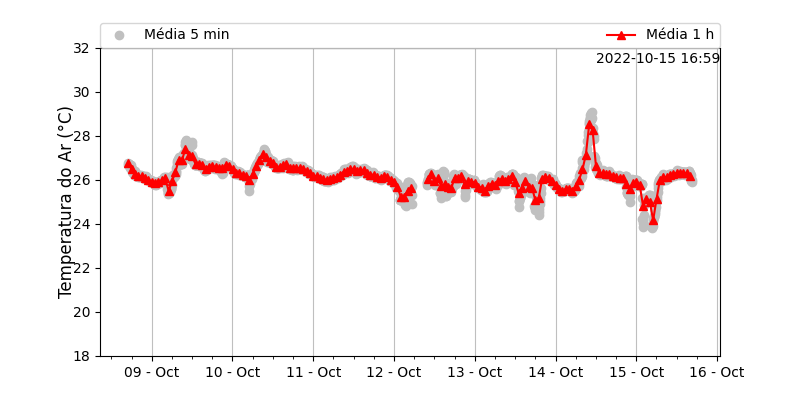 Média 5 min
Média 1 h
2022-10-15 16:59
Temperatura do Ar (°C)
32
30
28
26
24
22
20
18
09 - Oct
10 - Oct
11 - Oct
12 - Oct
13 - Oct
14 - Oct
15 - Oct
16 - Oct